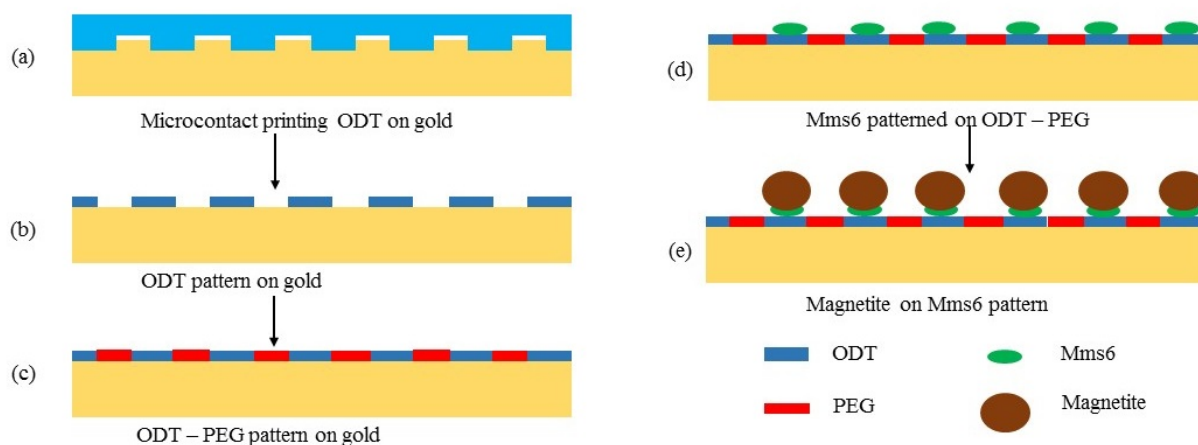 (a)
Microcontact printing ODT on gold
(b)
ODT pattern on gold
(c)
ODT – PEG pattern on gold
(d)
Mms6 patterned on ODT – PEG
(e)
Magnetite on Mms6 pattern
ODT
Mms6
PEG
Magnetite